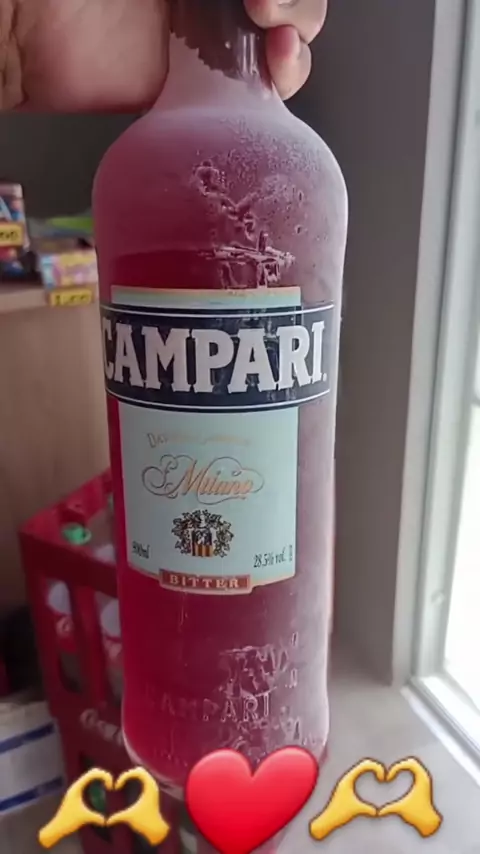 CAMPARI
Milano
900ml
28.5% vol.
BITTER
CAMPARI